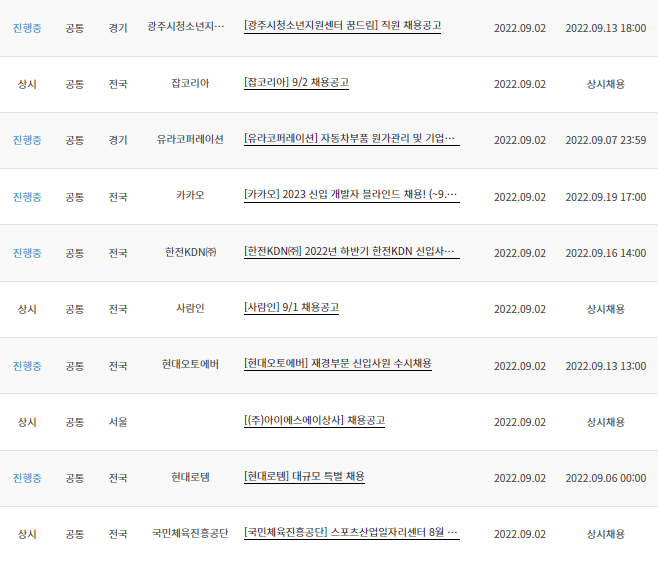 진행중 공통 경기 광주시청소년지⋯ [광주시청소년지원센터 꿈드림] 직원 채용공고 2022.09.02 2022.09.13 18:00
상시 공통 전국 잡코리아 [잡코리아] 9/2 채용공고 2022.09.02 상시채용
진행중 공통 경기 유라코퍼레이션 [유라코퍼레이션] 자동차부품 원가관리 및 기업⋯ 2022.09.02 2022.09.07 23:59
진행중 공통 전국 카카오 [카카오] 2023 신입 개발자 블라인드 채용! (~9.⋯ 2022.09.02 2022.09.19 17:00
진행중 공통 전국 한전KDN㈜ [한전KDN㈜] 2022년 하반기 한전KDN 신입사⋯ 2022.09.02 2022.09.16 14:00
상시 공통 전국 사람인 [사람인] 9/1 채용공고 2022.09.02 상시채용
진행중 공통 전국 현대오토에버 [현대오토에버] 재경부문 신입사원 수시채용 2022.09.02 2022.09.13 13:00
상시 공통 서울 [(주)아이에스에이상사] 채용공고 2022.09.02 상시채용
진행중 공통 전국 현대로템 [현대로템] 대규모 특별 채용 2022.09.02 2022.09.06 00:00
상시 공통 전국 국민체육진흥공단 [국민체육진흥공단] 스포츠산업일자리센터 8월 ⋯ 2022.09.02 상시채용